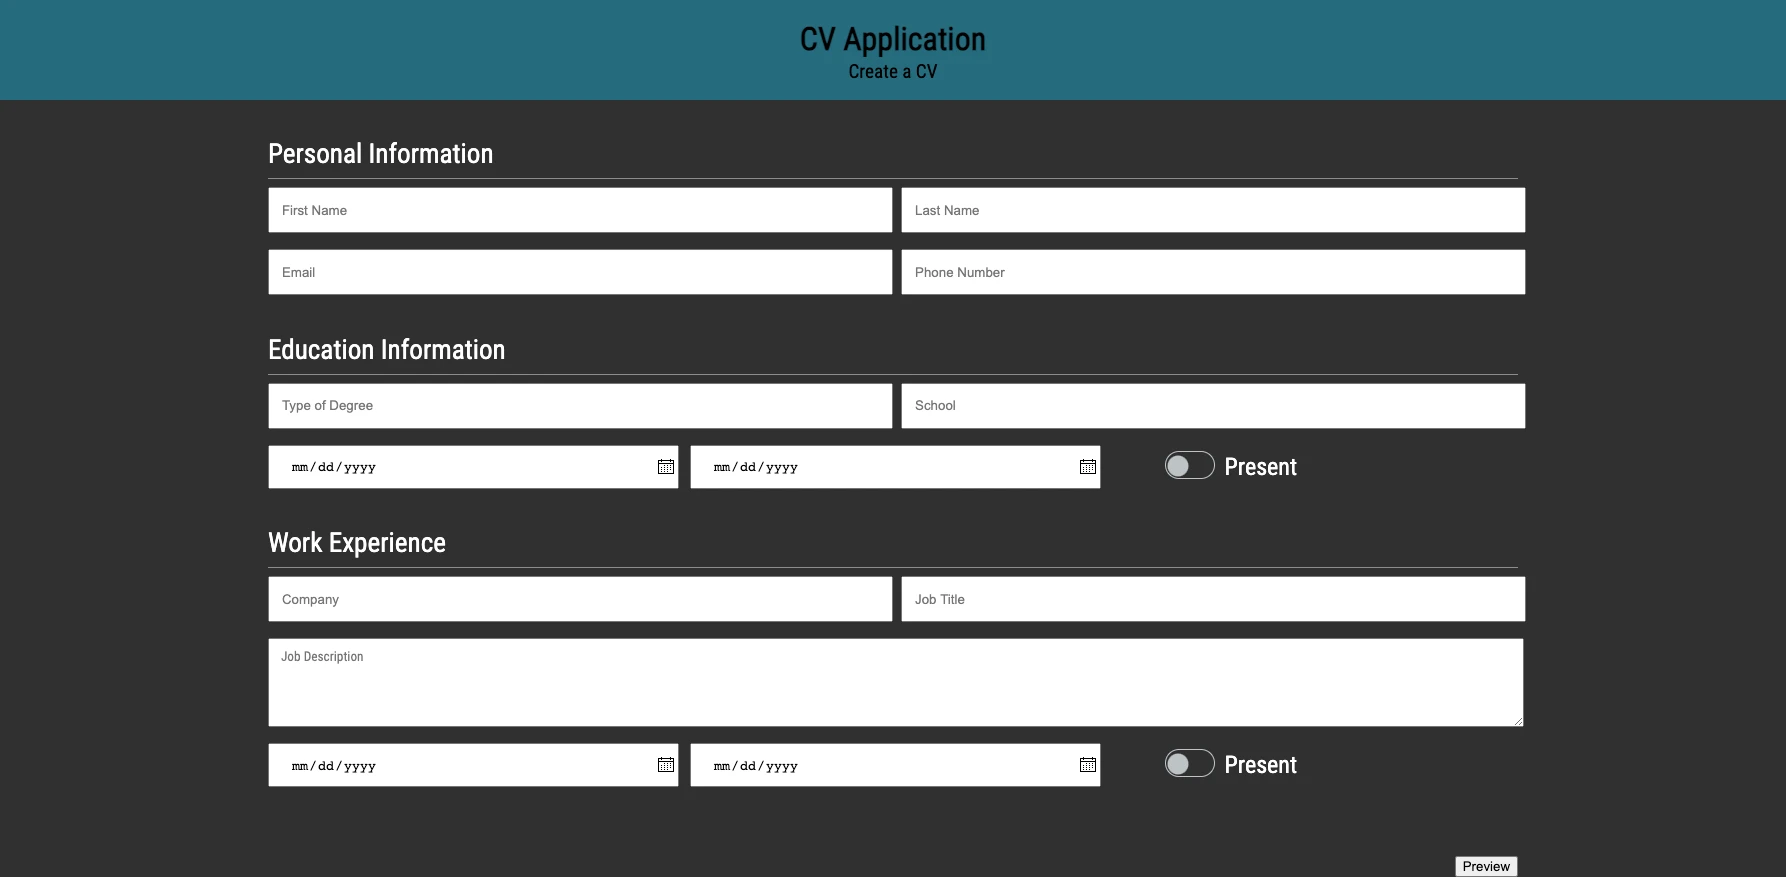 CV Application
Create a CV
Personal Information
First Name Last Name
Email Phone Number
Education Information
Type of Degree School
mm/dd/yyyy mm/dd/yyyy Present
Work Experience
Company Job Title
Job Description
mm/dd/yyyy mm/dd/yyyy Present
Preview